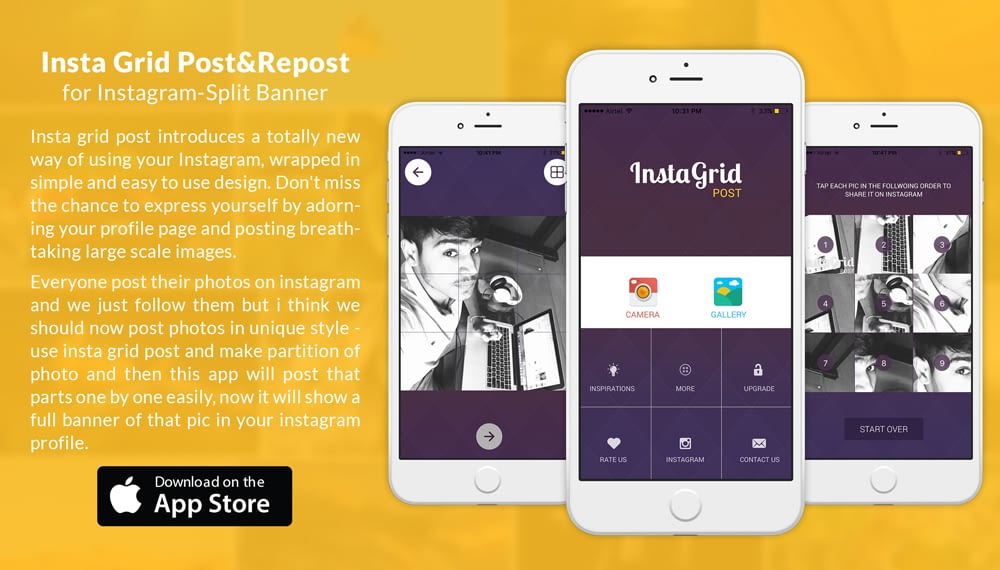 Insta Grid Post&Repost
for Instagram-Split Banner
Insta grid post introduces a totally new
way of using your Instagram, wrapped in
simple and easy to use design. Don't miss
the chance to express yourself by adorn-
ing your profile page and posting breath-
taking large scale images.
Everyone post their photos on instagram
and we just follow them but i think we
should now post photos in unique style -
use insta grid post and make partition of
photo and then this app will post that
parts one by one easily, now it will show a
full banner of that pic in your instagram
profile.
Download on the
App Store
Airtel
10:41 PM
Airtel 10:31 PM 33%
InstaGrid
POST
CAMERA GALLERY
INSPIRATIONS MORE UPGRADE
RATE US INSTAGRAM CONTACT US
10:41 PM
TAP EACH PIC IN THE FOLLWOING ORDER TO
SHARE IT ON INSTAGRAM
1 2 3
4 5 6
7 8 9
START OVER